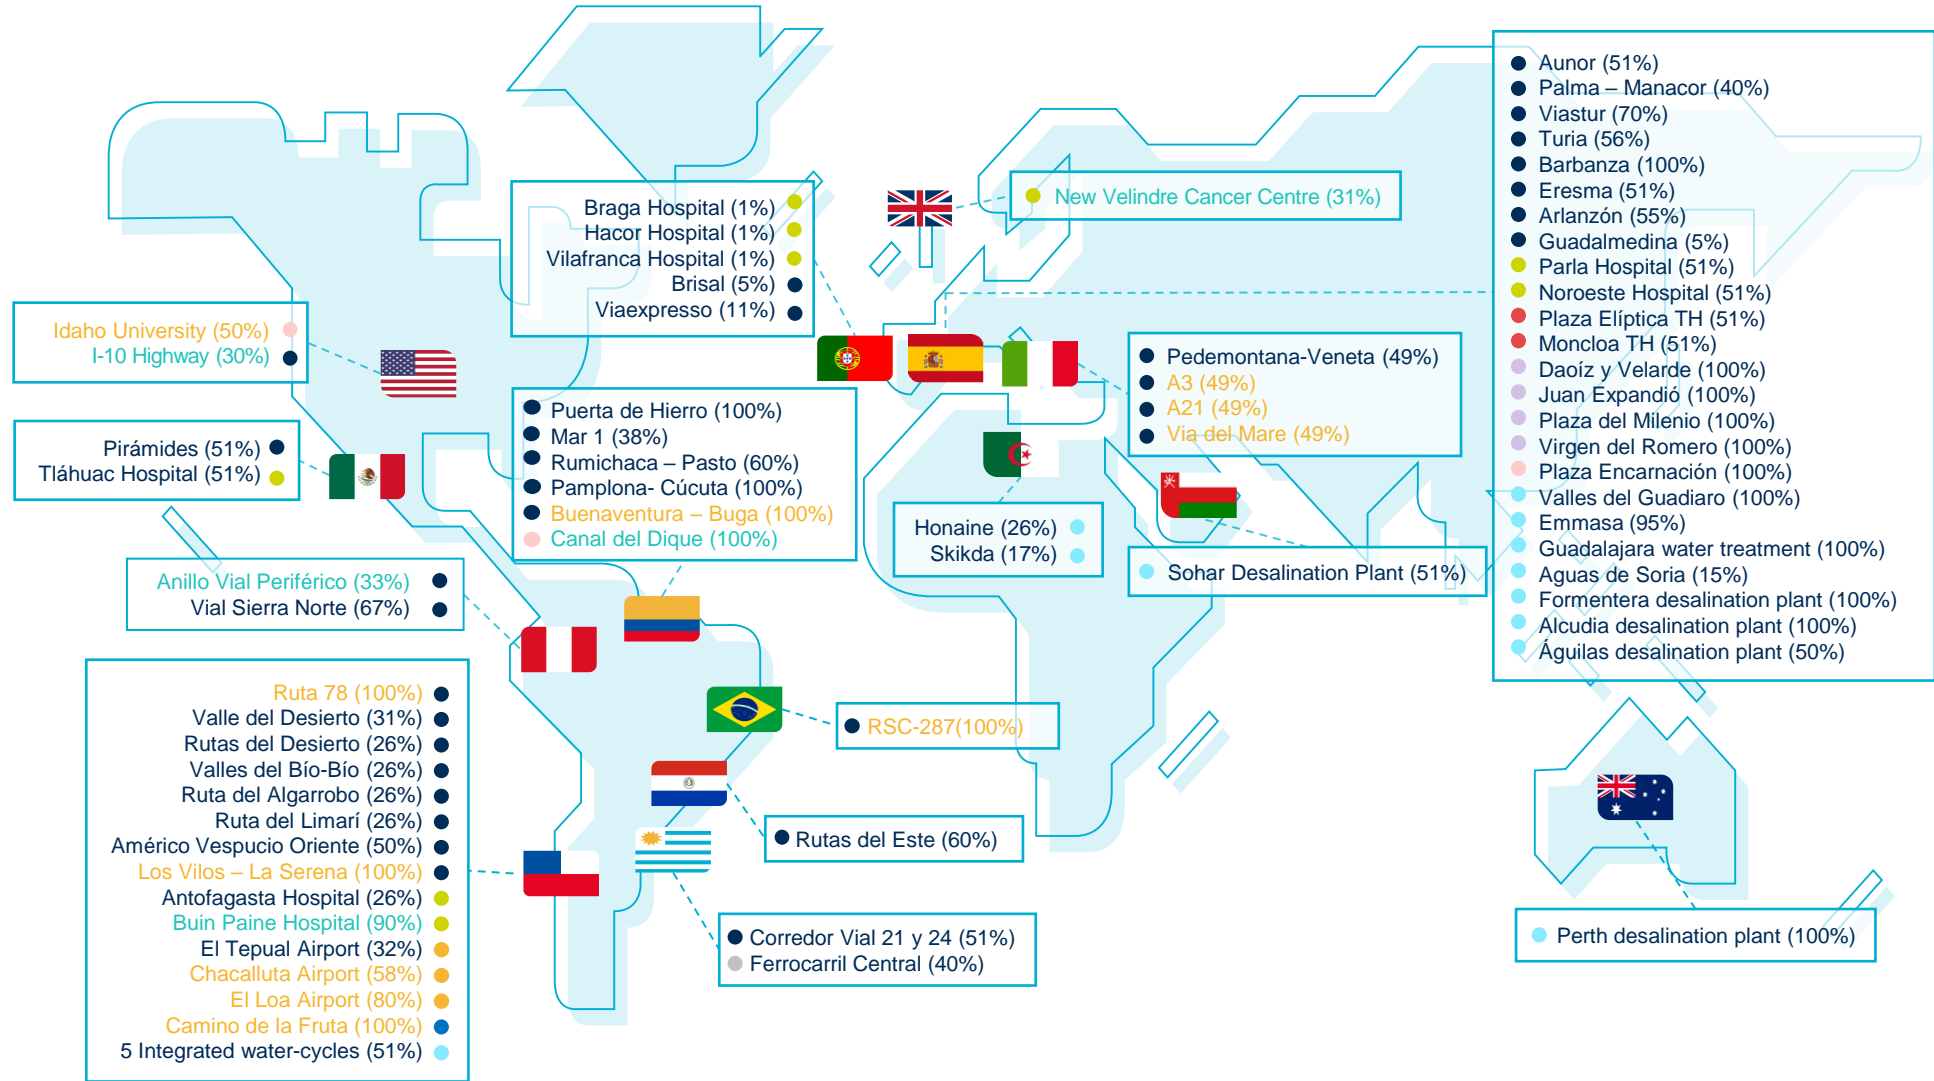 Aunor (51%)
Palma – Manacor (40%)
Viastur (70%)
Turia (56%)
Barbanza (100%)
Eresma (51%)
Arlanzón (55%)
Guadalmedina (5%)
Parla Hospital (51%)
Noroeste Hospital (51%)
Plaza Elíptica TH (51%)
Moncloa TH (51%)
Daoíz y Velarde (100%)
Juan Expandió (100%)
Plaza del Milenio (100%)
Virgen del Romero (100%)
Plaza Encarnación (100%)
Valles del Guadiaro (100%)
Emmasa (95%)
Guadalajara water treatment (100%)
Aguas de Soria (15%)
Formentera desalination plant (100%)
Alcudia desalination plant (100%)
Águilas desalination plant (50%)
New Velindre Cancer Centre (31%)
Braga Hospital (1%)
Hacor Hospital (1%)
Vilafranca Hospital (1%)
Brisal (5%)
Viaexpresso (11%)
Idaho University (50%)
I-10 Highway (30%)
Pedemontana-Veneta (49%)
A3 (49%)
A21 (49%)
Via del Mare (49%)
Puerta de Hierro (100%)
Mar 1 (38%)
Rumichaca – Pasto (60%)
Pamplona- Cúcuta (100%)
Buenaventura – Buga (100%)
Canal del Dique (100%)
Pirámides (51%)
Tláhuac Hospital (51%)
Honaine (26%)
Skikda (17%)
Sohar Desalination Plant (51%)
Anillo Vial Periférico (33%)
Vial Sierra Norte (67%)
Ruta 78 (100%)
Valle del Desierto (31%)
Rutas del Desierto (26%)
Valles del Bío-Bío (26%)
Ruta del Algarrobo (26%)
Ruta del Limarí (26%)
Américo Vespucio Oriente (50%)
Los Vilos – La Serena (100%)
Antofagasta Hospital (26%)
Buin Paine Hospital (90%)
El Tepual Airport (32%)
Chacalluta Airport (58%)
El Loa Airport (80%)
Camino de la Fruta (100%)
5 Integrated water-cycles (51%)
RSC-287(100%)
Rutas del Este (60%)
Corredor Vial 21 y 24 (51%)
Ferrocarril Central (40%)
Perth desalination plant (100%)